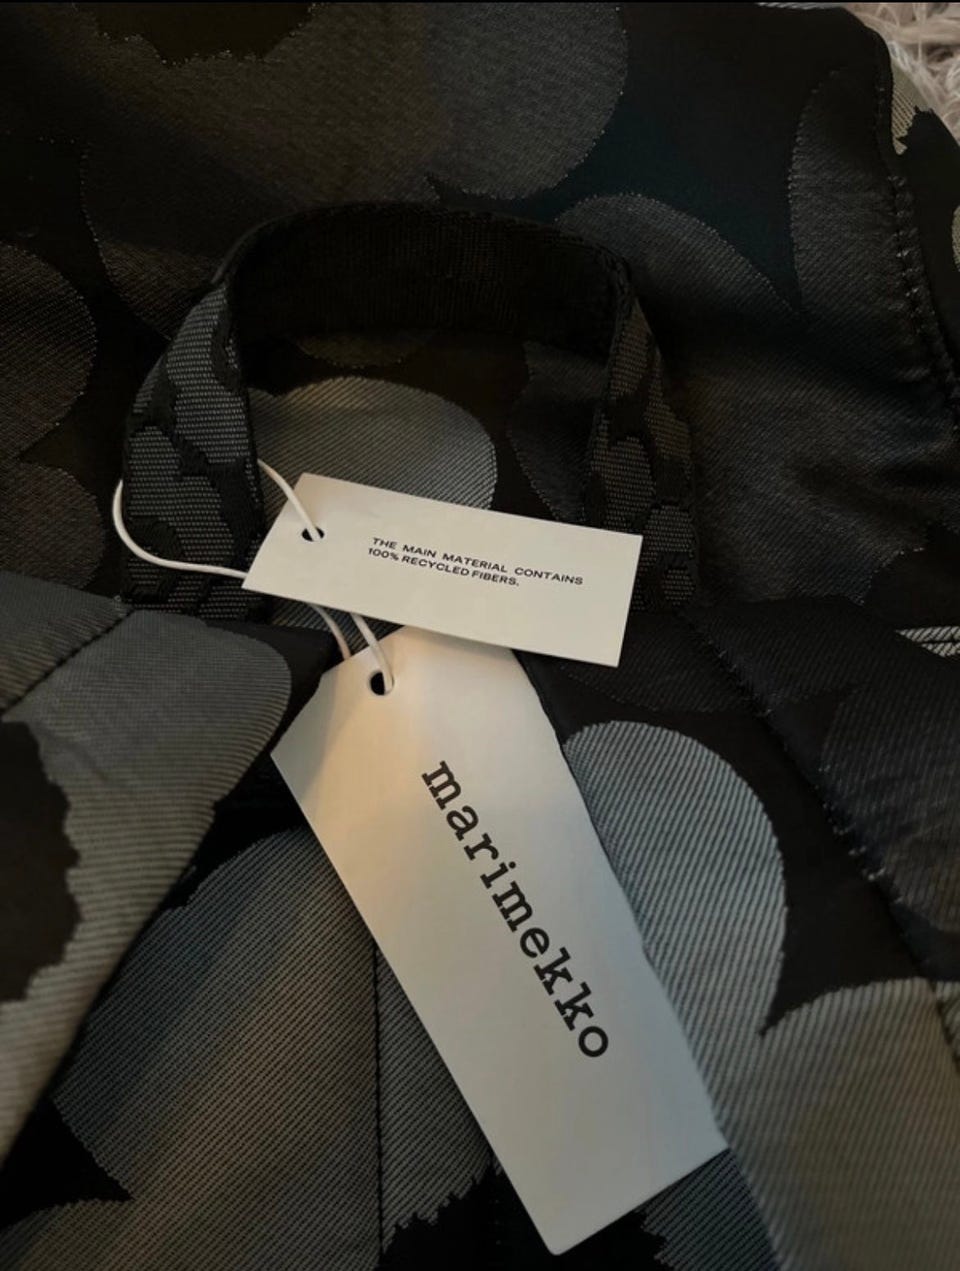 THE MAIN MATERIAL CONTAINS
100% RECYCLED FIBERS.
marimekko